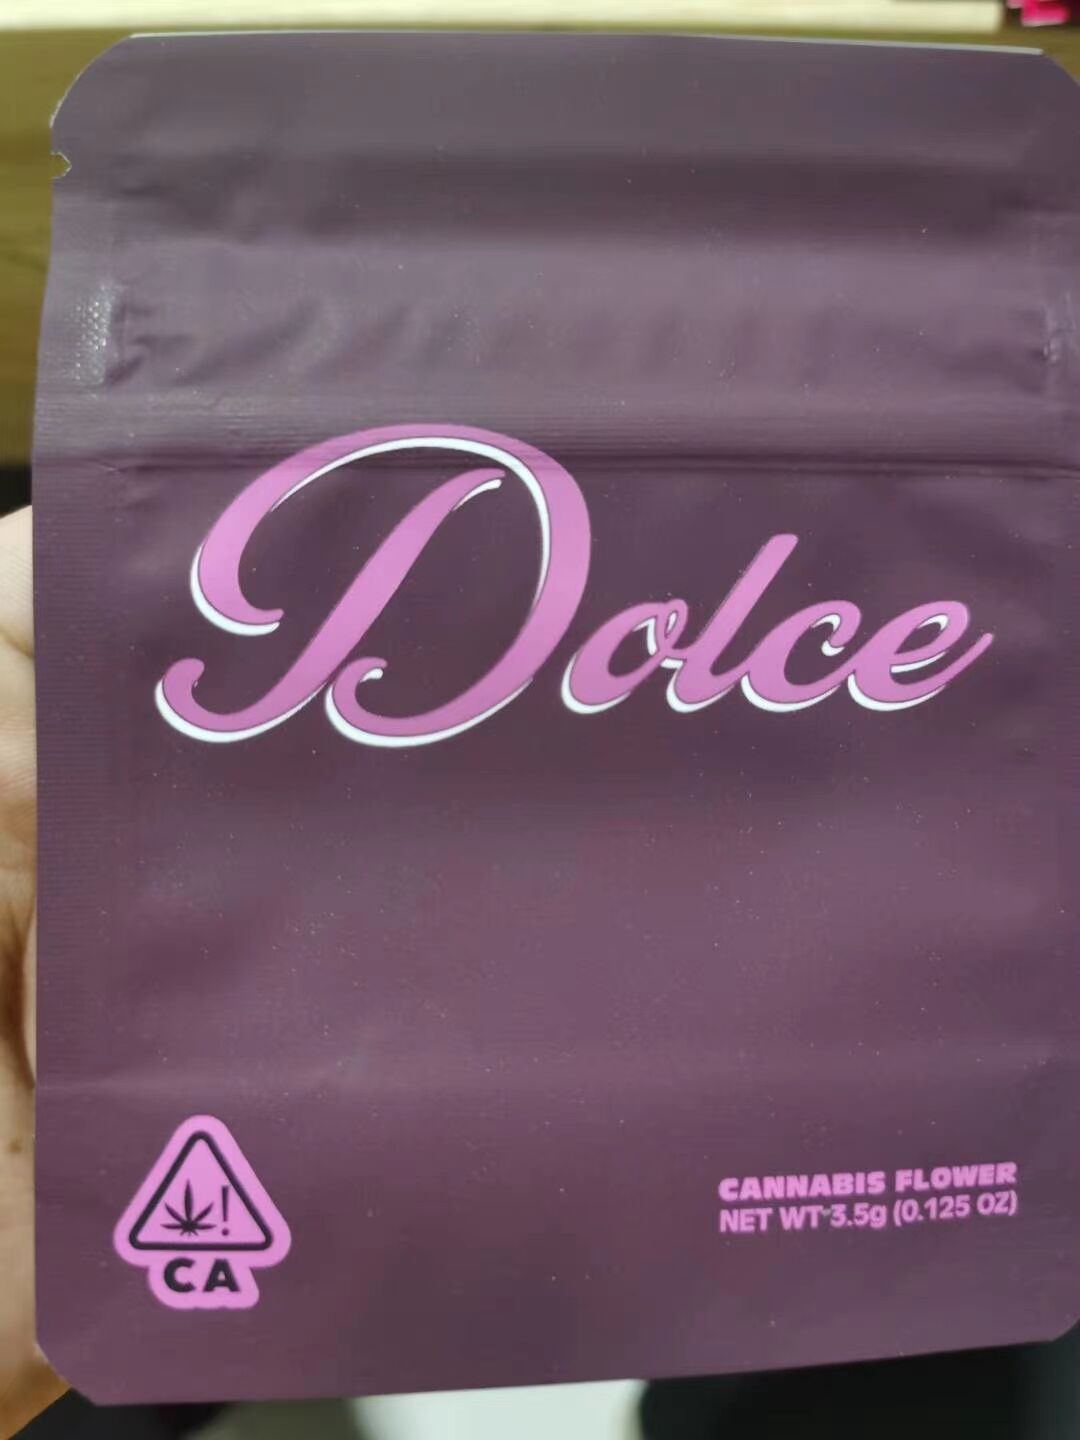 Dolce
CANNABIS FLOWER
NET WT 3.5g (0.125 OZ)
CA